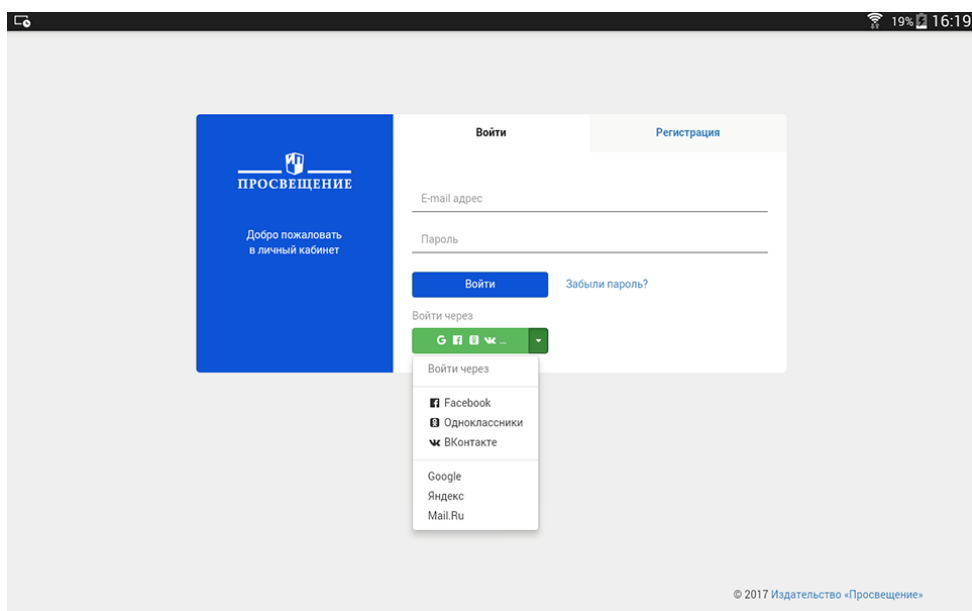 19% 16:19
ПРОСВЕЩЕНИЕ
Добро пожаловать
в личный кабинет
Войти
Регистрация
E-mail адрес
Пароль
Войти
Забыли пароль?
Войти через
G
Войти через
Facebook
Одноклассники
ВКонтакте
Google
Яндекс
Mail.Ru
© 2017 Издательство «Просвещение»